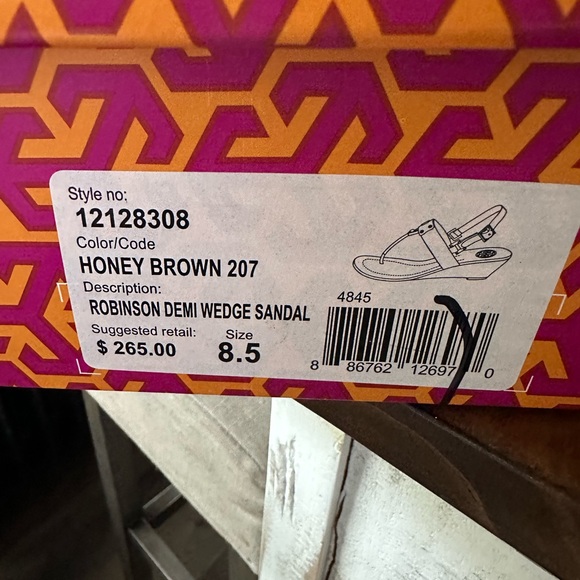 Style no:
12128308
Color/Code
HONEY BROWN 207
Description:
ROBINSON DEMI WEDGE SANDAL
Suggested retail: Size
$ 265.00 8.5
4845
8 86762 12697 0